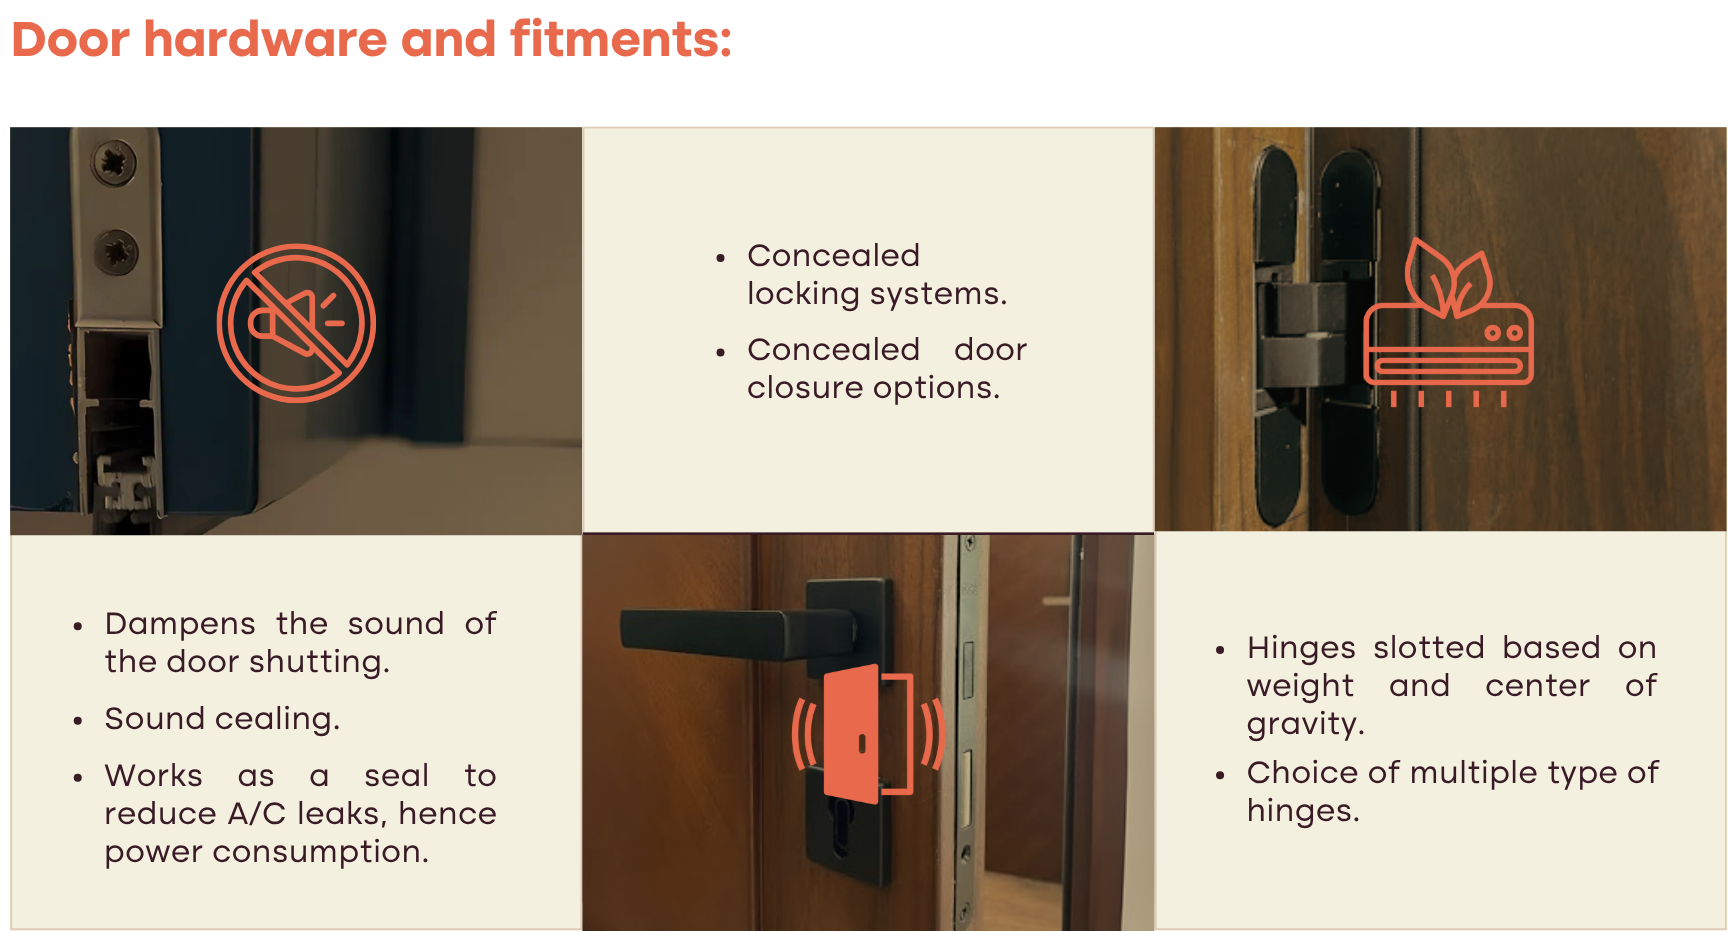 Door hardware and fitments:
• Concealed
locking systems.
• Concealed door
closure options.
• Dampens the sound of
the door shutting.
• Sound cealing.
• Works as a seal to
reduce A/C leaks, hence
power consumption.
• Hinges slotted based on
weight and center of
gravity.
• Choice of multiple type of
hinges.